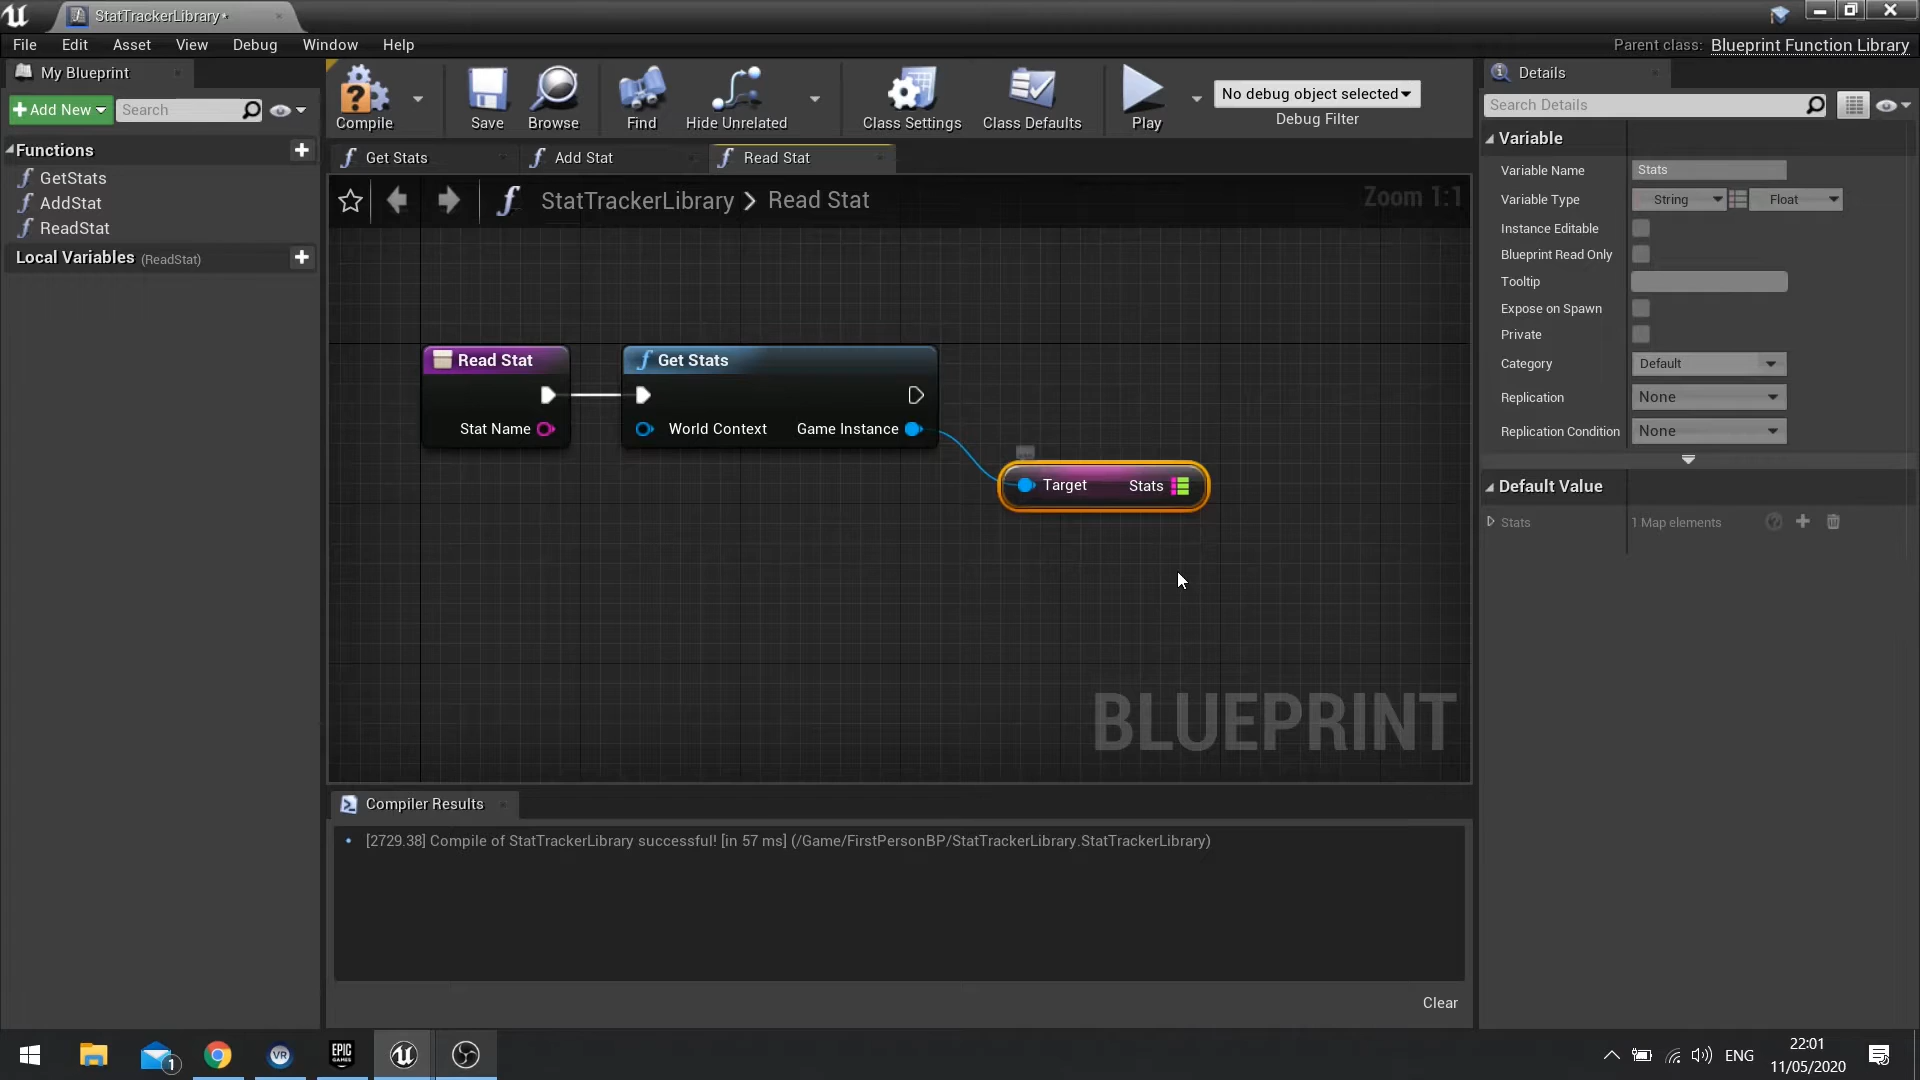 StatTrackerLibrary*
File Edit Asset View Debug Window Help
Parent class: Blueprint Function Library
My Blueprint
Add New
Search
Functions
GetStats
AddStat
ReadStat
Local Variables (ReadStat)
Compile
Save
Browse
Find
Hide Unrelated
Class Settings
Class Defaults
Play
No debug object selected
Debug Filter
Get Stats
Add Stat
Read Stat
StatTrackerLibrary > Read Stat
Zoom 1:1
Read Stat
Stat Name
Get Stats
World Context Game Instance
Target Stats
BLUEPRINT
Compiler Results
[2729.38] Compile of StatTrackerLibrary successful! [in 57 ms] (/Game/FirstPersonBP/StatTrackerLibrary.StatTrackerLibrary)
Clear
Details
Search Details
Variable
Variable Name Stats
Variable Type String Float
Instance Editable
Blueprint Read Only
Tooltip
Expose on Spawn
Private
Category Default
Replication None
Replication Condition None
Default Value
Stats 1 Map elements
1
VR
EPIC GAMES
ENG
22:01
11/05/2020